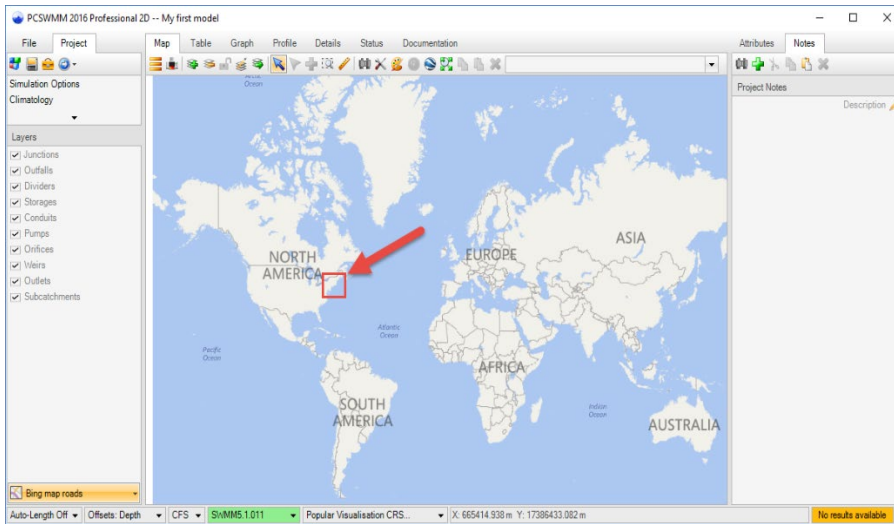 PCSWMM 2016 Professional 2D -- My first model
File Project Map Table Graph Profile Details Status Documentation Attributes Notes
Simulation Options
Climatology
Project Notes
Description
Layers
Junctions
Outfalls
Dividers
Storages
Conduits
Pumps
Orifices
Weirs
Outlets
Subcatchments
Arctic
Ocean
NORTH
AMERICA
EUROPE
ASIA
Atlantic
Ocean
Pacific
Ocean
AFRICA
SOUTH
AMERICA
Indian
Ocean
AUSTRALIA
Bing map roads
Auto-Length Off Offsets: Depth CFS SWMM5.1.011 Popular Visualisation CRS... X: 665414.938 m Y: 17386433.082 m No results available